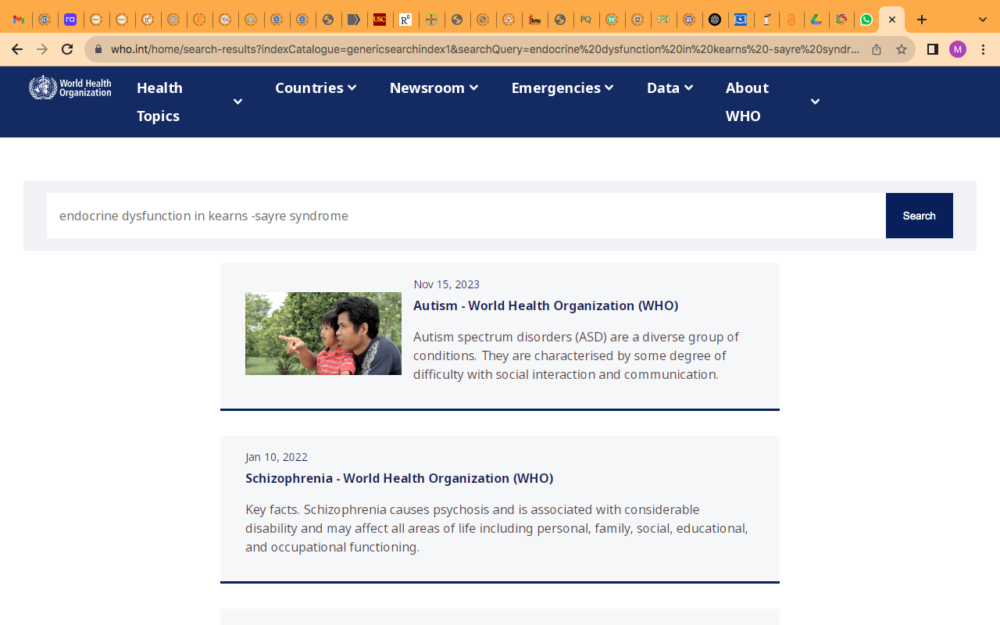 who.int/home/search-results?indexCatalogue=genericsearchindex1&searchQuery=endocrine%20dysfunction%20in%20kearns%20-sayre%20syndr...
M
World Health
Organization
Health
Topics
Countries
Newsroom
Emergencies
Data
About
WHO
endocrine dysfunction in kearns -sayre syndrome
Search
Nov 15, 2023
Autism - World Health Organization (WHO)
Autism spectrum disorders (ASD) are a diverse group of
conditions. They are characterised by some degree of
difficulty with social interaction and communication.
Jan 10, 2022
Schizophrenia - World Health Organization (WHO)
Key facts. Schizophrenia causes psychosis and is associated with considerable
disability and may affect all areas of life including personal, family, social, educational,
and occupational functioning.